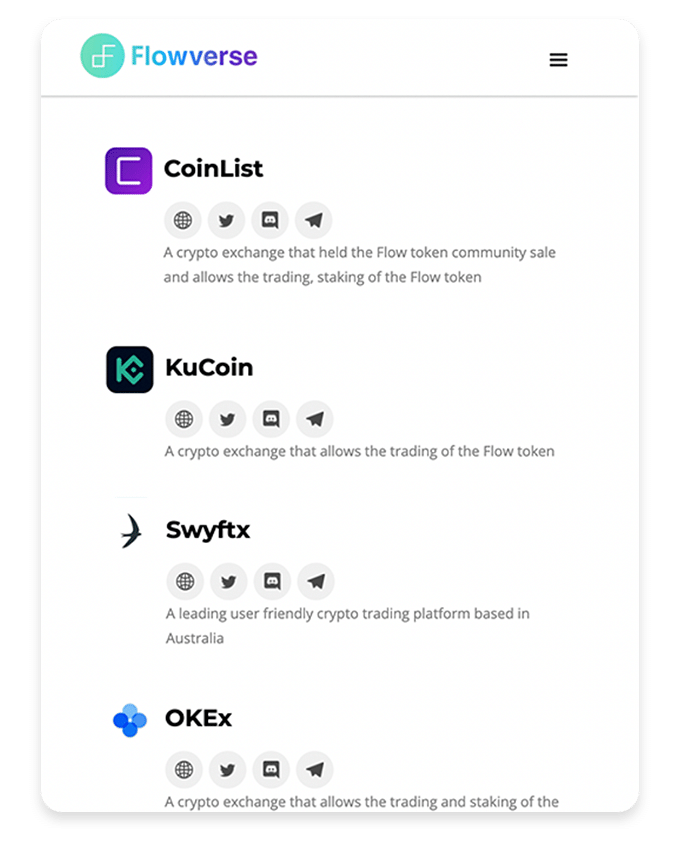 Flowverse
CoinList
A crypto exchange that held the Flow token community sale
and allows the trading, staking of the Flow token
KuCoin
A crypto exchange that allows the trading of the Flow token
Swyftx
A leading user friendly crypto trading platform based in
Australia
OKEx
A crypto exchange that allows the trading and staking of the